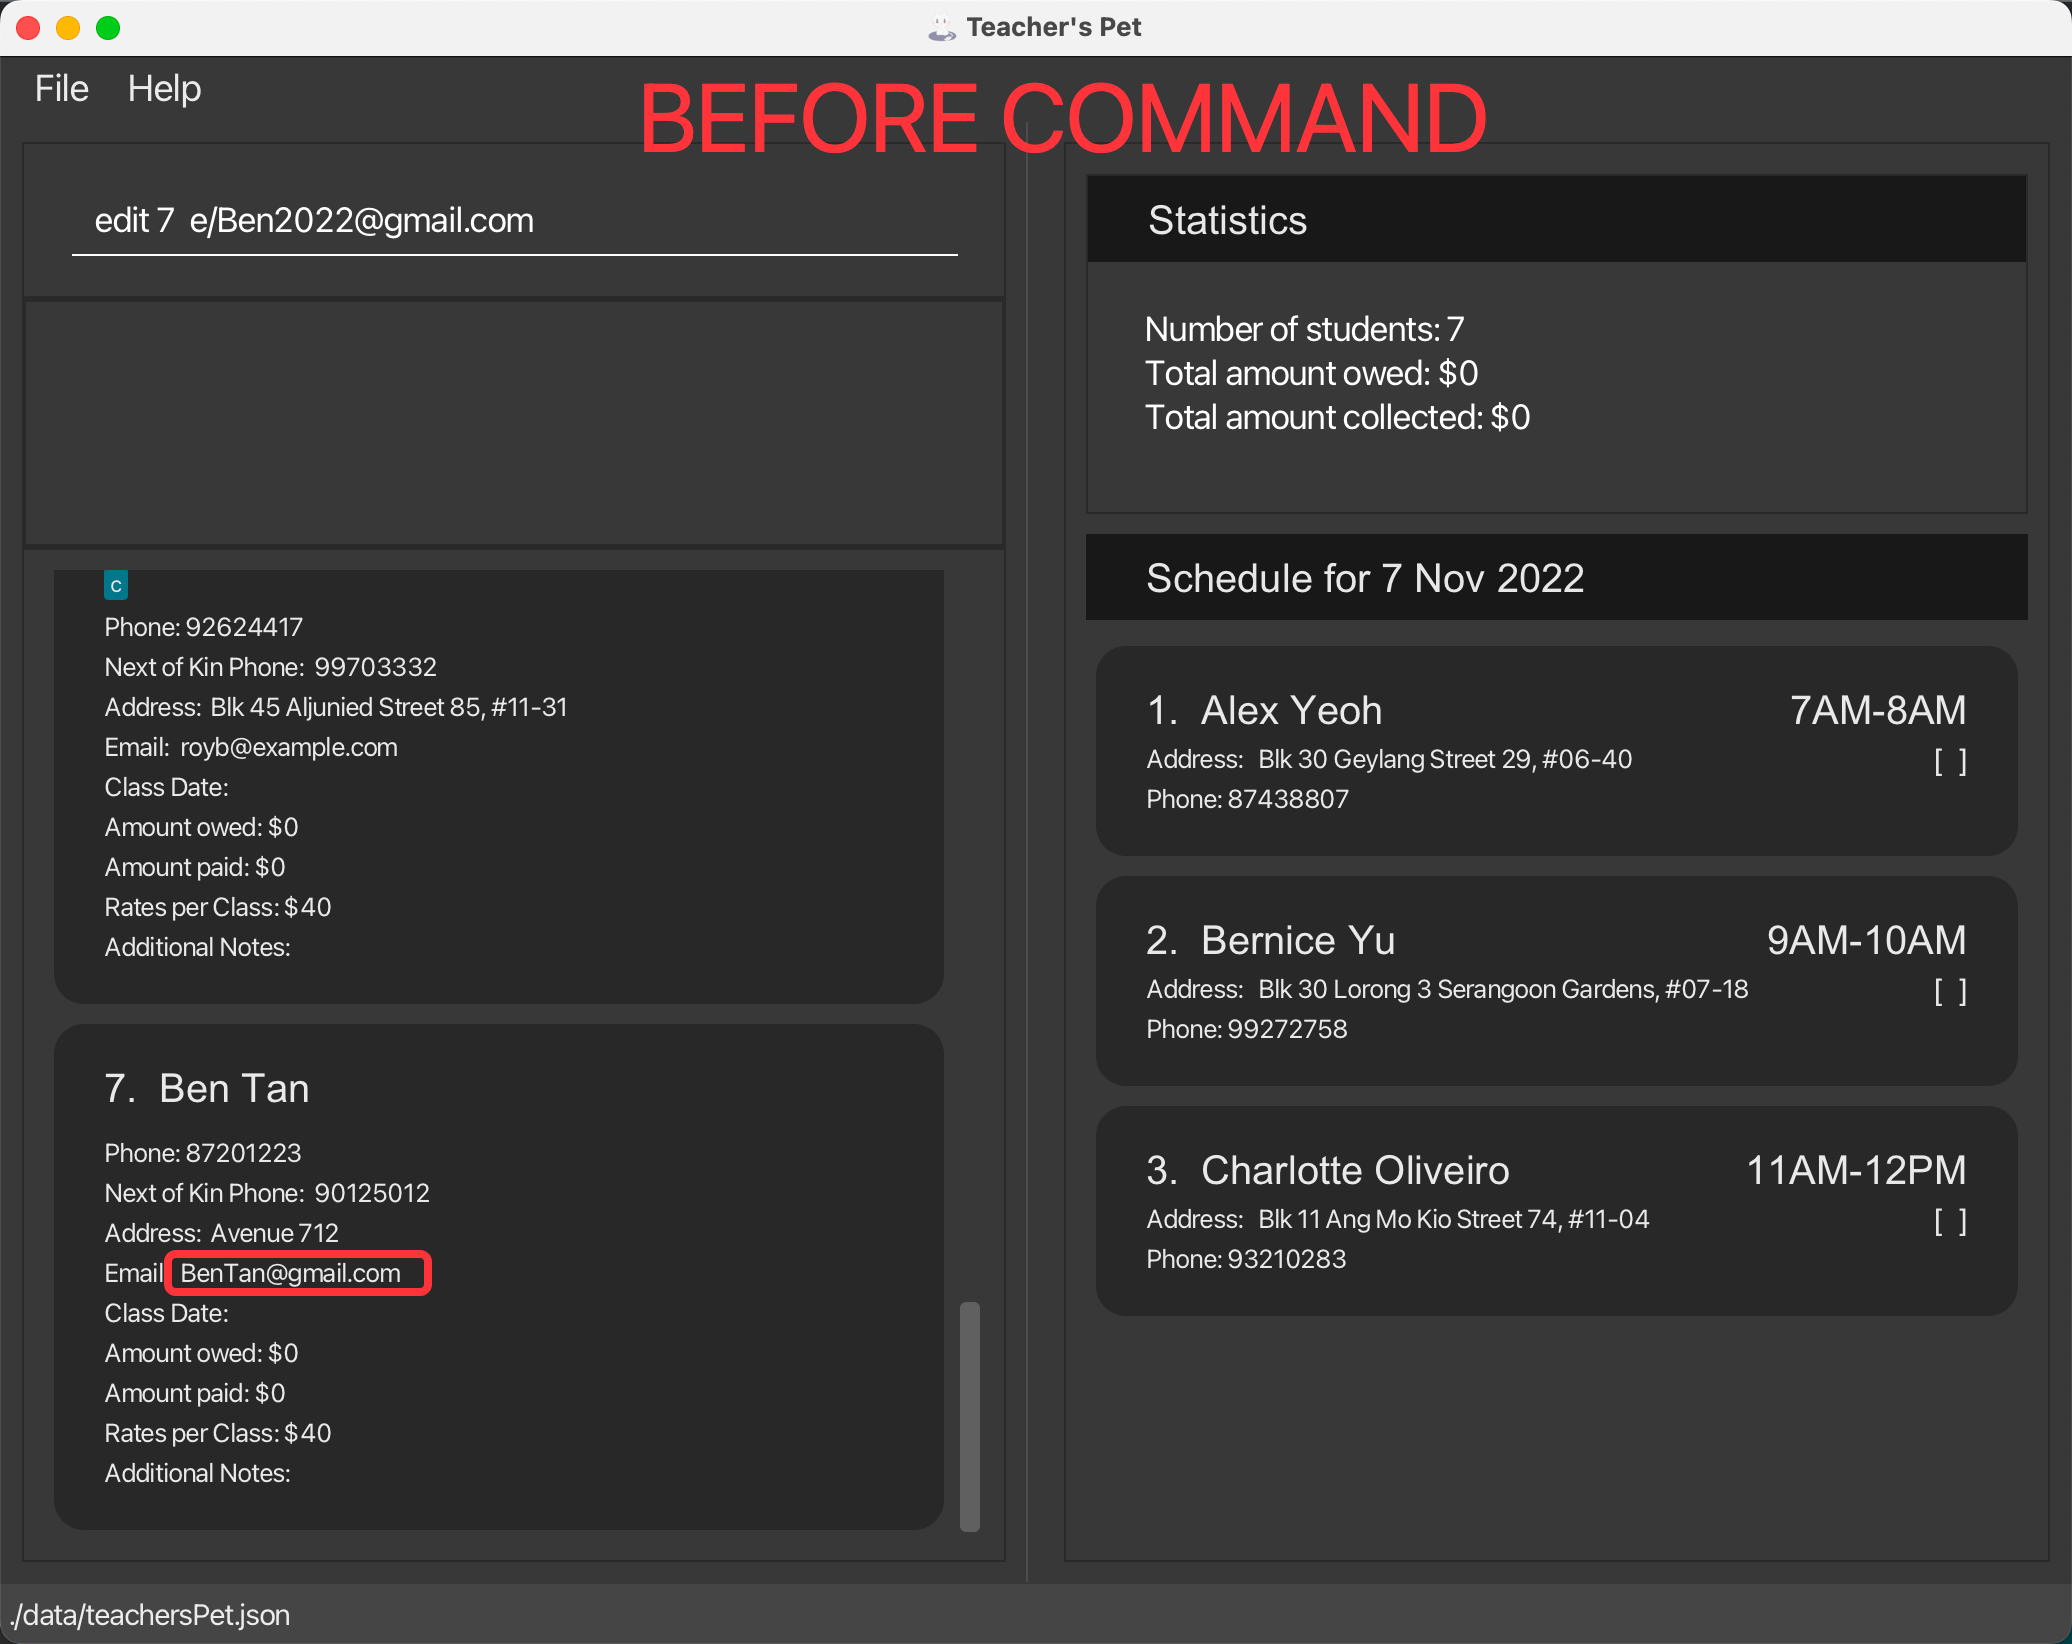 Teacher's Pet
File Help
BEFORE COMMAND
edit 7 e/Ben2022@gmail.com
c
Phone: 92624417
Next of Kin Phone: 99703332
Address: Blk 45 Aljunied Street 85, #11-31
Email: royb@example.com
Class Date:
Amount owed: $0
Amount paid: $0
Rates per Class: $40
Additional Notes:
7. Ben Tan
Phone: 87201223
Next of Kin Phone: 90125012
Address: Avenue 712
Email BenTan@gmail.com
Class Date:
Amount owed: $0
Amount paid: $0
Rates per Class: $40
Additional Notes:
Statistics
Number of students: 7
Total amount owed: $0
Total amount collected: $0
Schedule for 7 Nov 2022
1. Alex Yeoh 7AM-8AM
Address: Blk 30 Geylang Street 29, #06-40 [ ]
Phone: 87438807
2. Bernice Yu 9AM-10AM
Address: Blk 30 Lorong 3 Serangoon Gardens, #07-18 [ ]
Phone: 99272758
3. Charlotte Oliveiro 11AM-12PM
Address: Blk 11 Ang Mo Kio Street 74, #11-04 [ ]
Phone: 93210283
./data/teachersPet.json